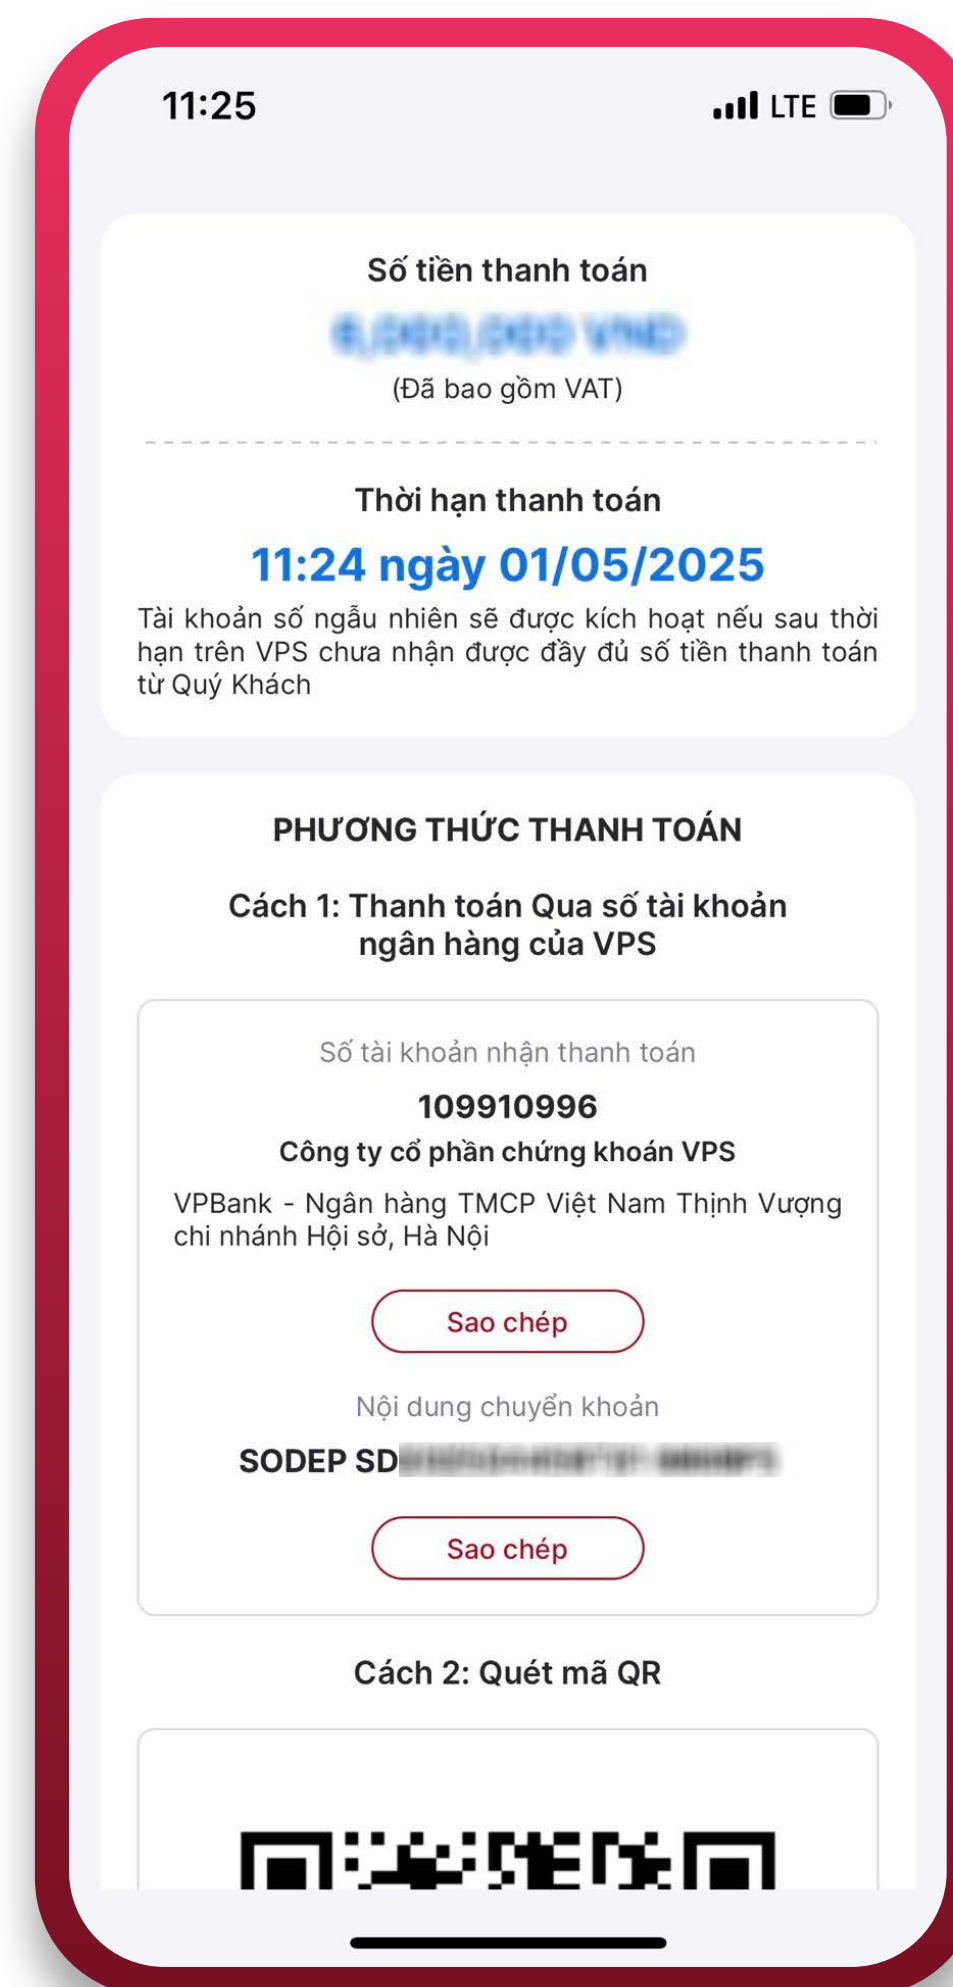 11:25
LTE
Số tiền thanh toán
(Đã bao gồm VAT)
Thời hạn thanh toán
11:24 ngày 01/05/2025
Tài khoản số ngẫu nhiên sẽ được kích hoạt nếu sau thời
hạn trên VPS chưa nhận được đầy đủ số tiền thanh toán
từ Quý Khách
PHƯƠNG THỨC THANH TOÁN
Cách 1: Thanh toán Qua số tài khoản
ngân hàng của VPS
Số tài khoản nhận thanh toán
109910996
Công ty cổ phần chứng khoán VPS
VPBank - Ngân hàng TMCP Việt Nam Thịnh Vượng
chi nhánh Hội sở, Hà Nội
Sao chép
Nội dung chuyển khoản
SODEP SD
Sao chép
Cách 2: Quét mã QR